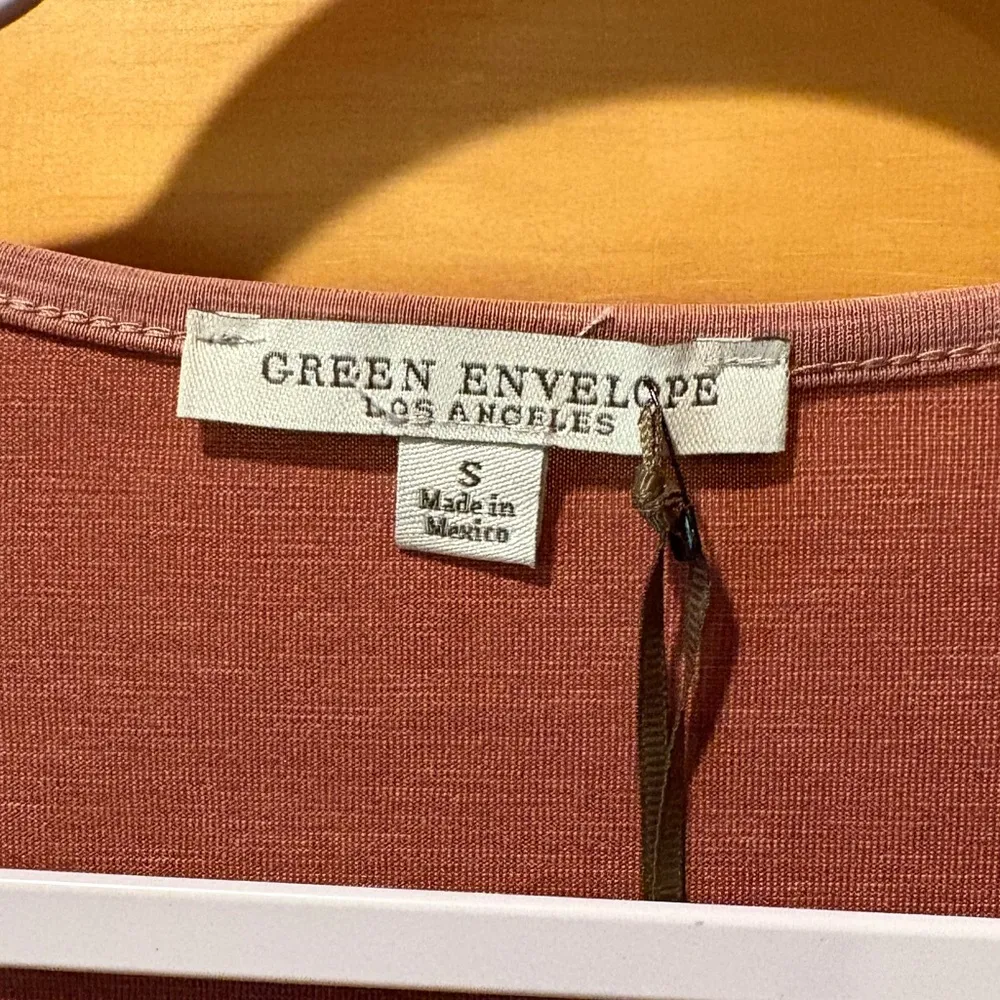 GREEN ENVELOPE
LOS ANGELES
S
Made in
Mexico